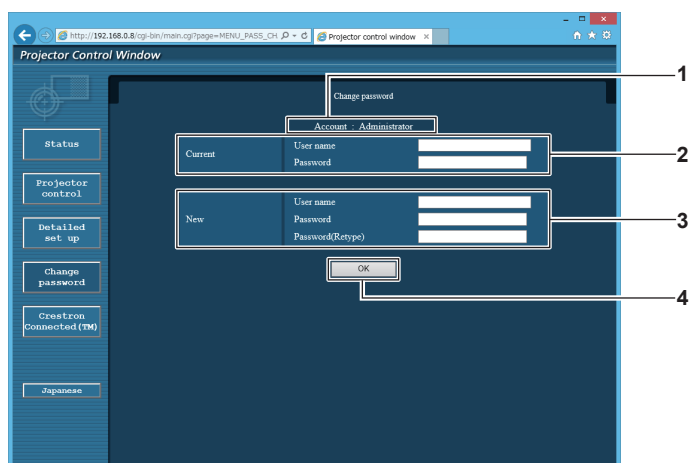 http://192.168.0.8/cgi-bin/main.cgi?page=MENU_PASS_CH
Projector control window
Projector Control Window
1
Change password
Account : Administrator
Status
Current
User name
Password
2
Projector
control
New
User name
Password
Password(Retype)
3
Detailed
set up
OK
4
Change
password
Crestron
Connected(TM)
Japanese